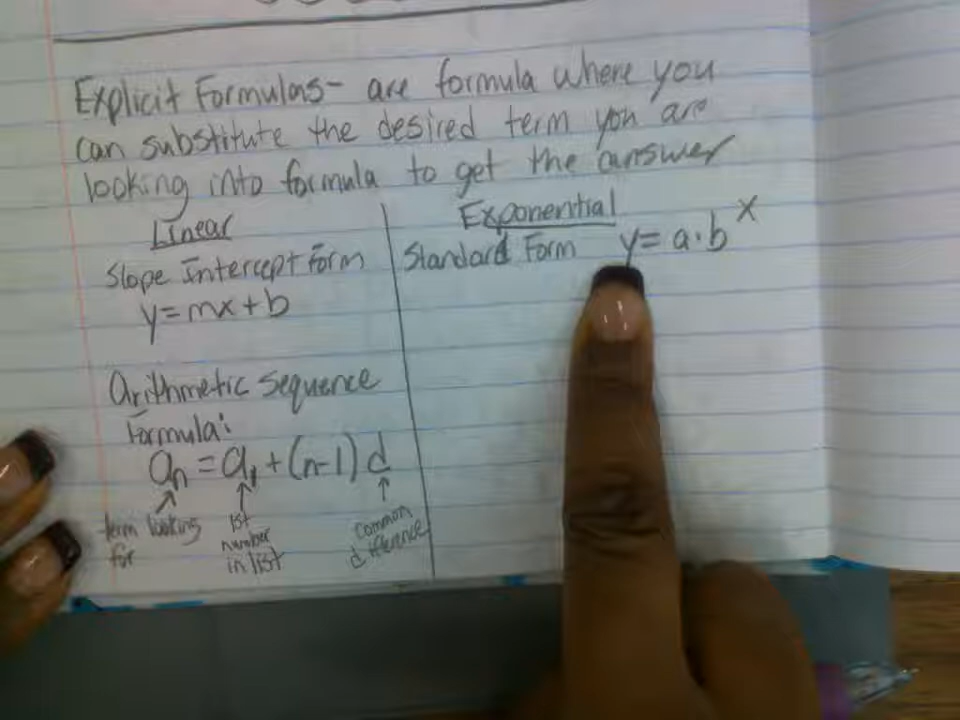 Explicit Formulas- are formula where you
can substitute the desired term you are
looking into formula to get the answer
Linear
Slope Intercept Form
y=mx+b
Arithmetic Sequence
Formula:
aₙ = a₁ + (n-1) d
term looking
for
1st
number
in list
common
difference
Exponential
Standard Form y= a·bˣ